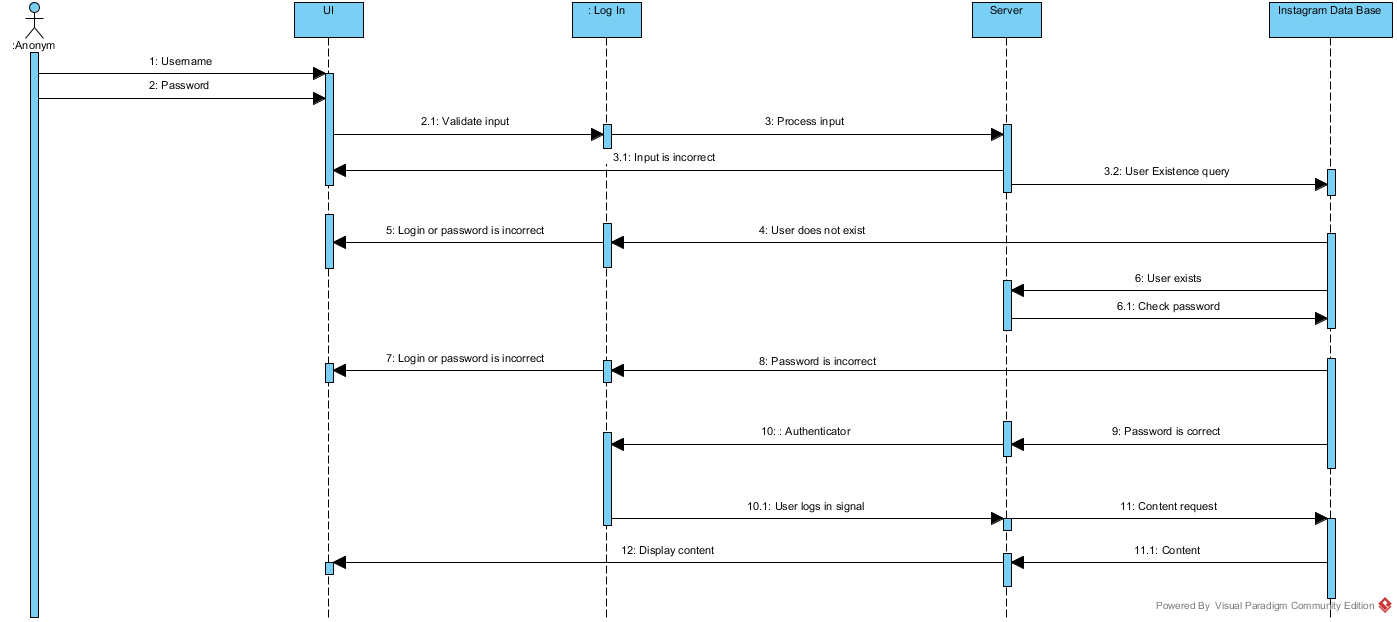 UI
: Log In
Server
Instagram Data Base
:Anonym
1: Username
2: Password
2.1: Validate input
3: Process input
3.1: Input is incorrect
3.2: User Existence query
5: Login or password is incorrect
4: User does not exist
6: User exists
6.1: Check password
7: Login or password is incorrect
8: Password is incorrect
10: : Authenticator
9: Password is correct
10.1: User logs in signal
11: Content request
12: Display content
11.1: Content
Powered By Visual Paradigm Community Edition